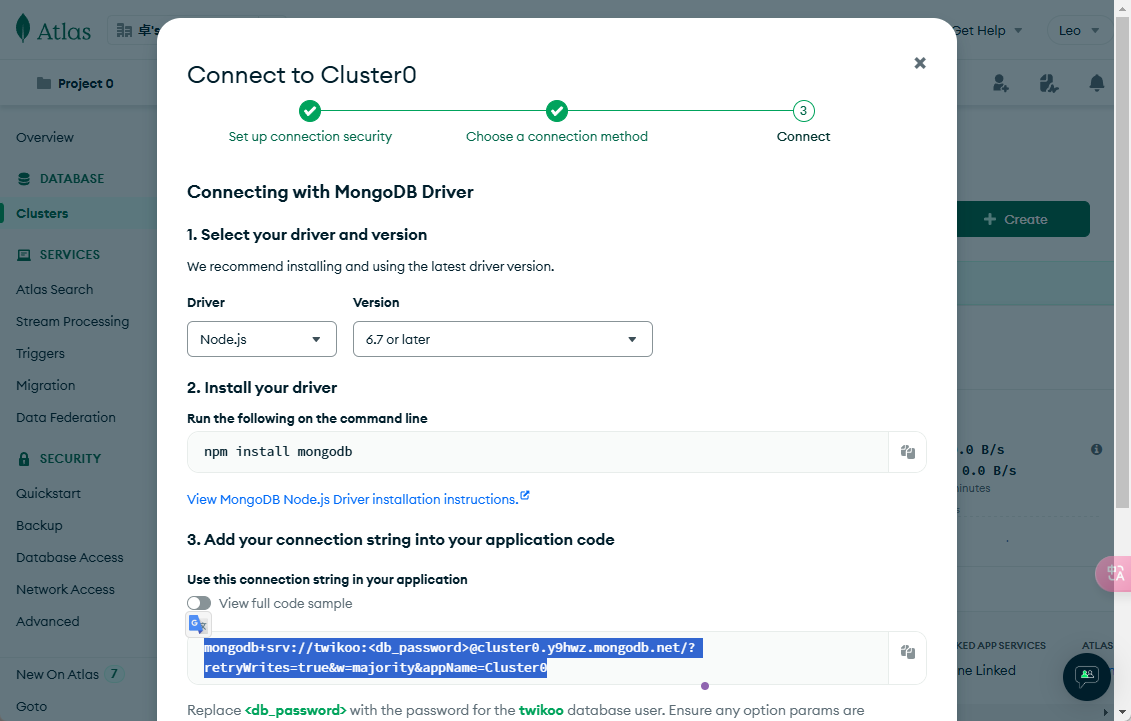 Atlas
卓's
Get Help
Leo
Project 0
Overview
DATABASE
Clusters
SERVICES
Atlas Search
Stream Processing
Triggers
Migration
Data Federation
SECURITY
Quickstart
Backup
Database Access
Network Access
Advanced
New On Atlas 7
Goto
Connect to Cluster0
3
Set up connection security
Choose a connection method
Connect
Connecting with MongoDB Driver
1. Select your driver and version
We recommend installing and using the latest driver version.
Driver
Version
Node.js
6.7 or later
2. Install your driver
Run the following on the command line
npm install mongodb
View MongoDB Node.js Driver installation instructions.
3. Add your connection string into your application code
Use this connection string in your application
View full code sample
mongodb+srv://twikoo:<db_password>@cluster0.y9hwz.mongodb.net/?
retryWrites=true&w=majority&appName=Cluster0
Replace <db_password> with the password for the twikoo database user. Ensure any option params are
+ Create
.0 B/s
0.0 B/s
inutes
s
KED APP SERVICES
ATLAS
ne Linked